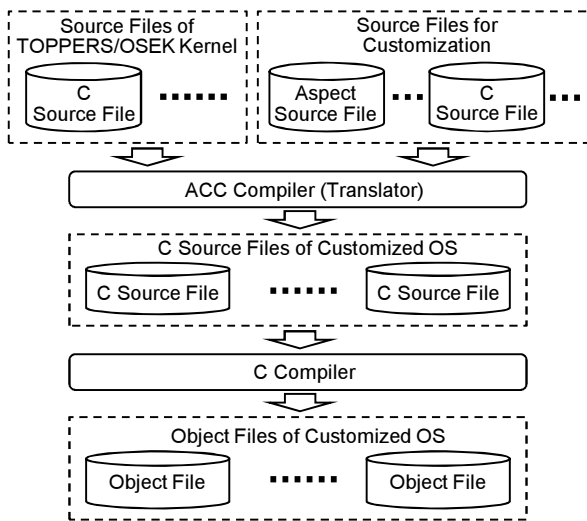 Source Files of
TOPPERS/OSEK Kernel
C
Source File
Source Files for
Customization
Aspect
Source File
C
Source File
ACC Compiler (Translator)
C Source Files of Customized OS
C Source File
C Source File
C Compiler
Object Files of Customized OS
Object File
Object File